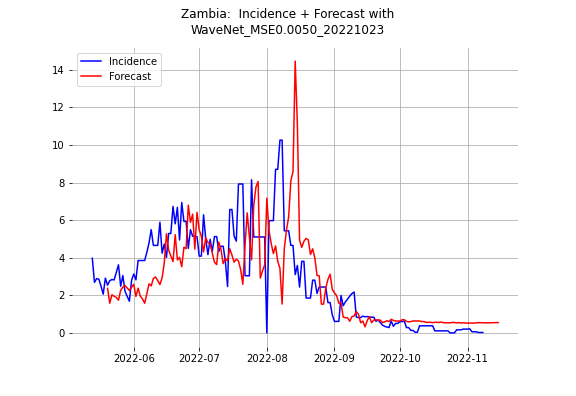 Zambia: Incidence + Forecast with
WaveNet_MSE0.0050_20221023
Incidence
Forecast
14
12
10
8
6
4
2
0
2022-06 2022-07 2022-08 2022-09 2022-10 2022-11